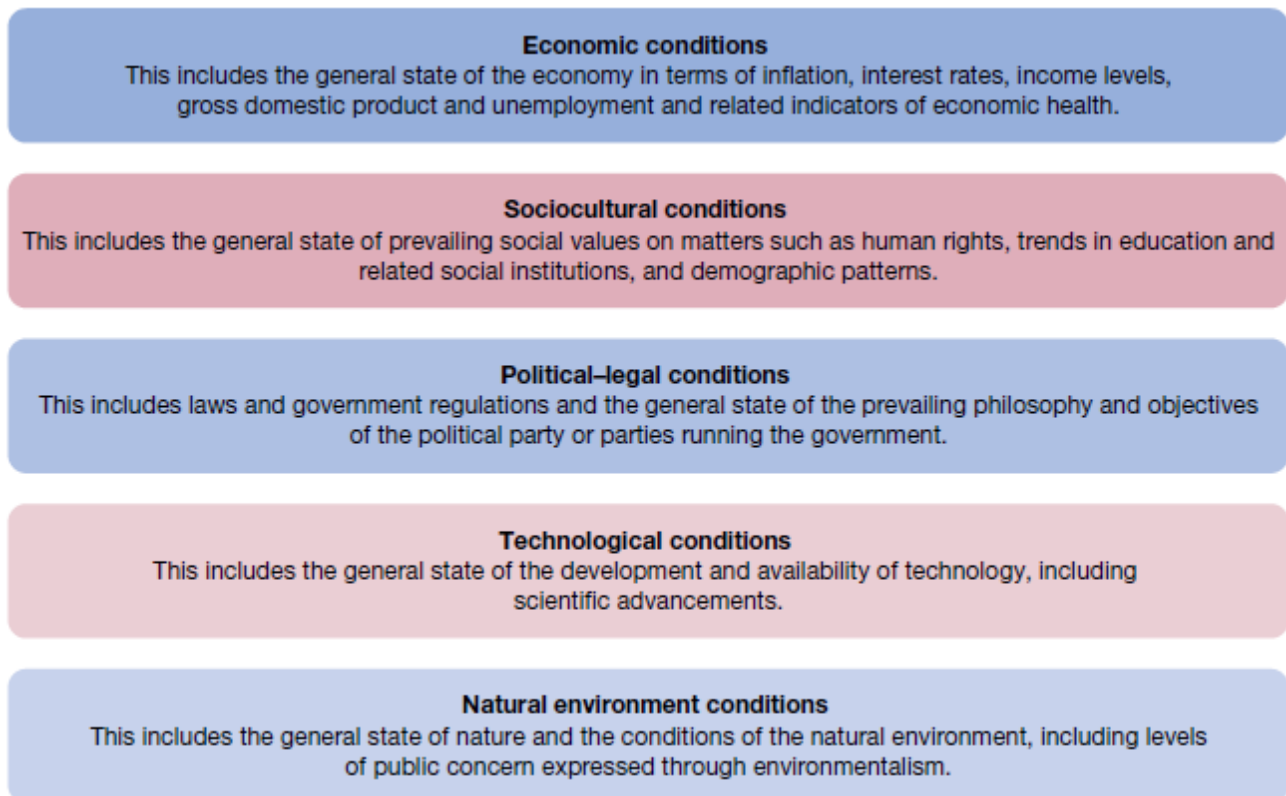 Economic conditions
This includes the general state of the economy in terms of inflation, interest rates, income levels,
gross domestic product and unemployment and related indicators of economic health.
Sociocultural conditions
This includes the general state of prevailing social values on matters such as human rights, trends in education and
related social institutions, and demographic patterns.
Political–legal conditions
This includes laws and government regulations and the general state of the prevailing philosophy and objectives
of the political party or parties running the government.
Technological conditions
This includes the general state of the development and availability of technology, including
scientific advancements.
Natural environment conditions
This includes the general state of nature and the conditions of the natural environment, including levels
of public concern expressed through environmentalism.